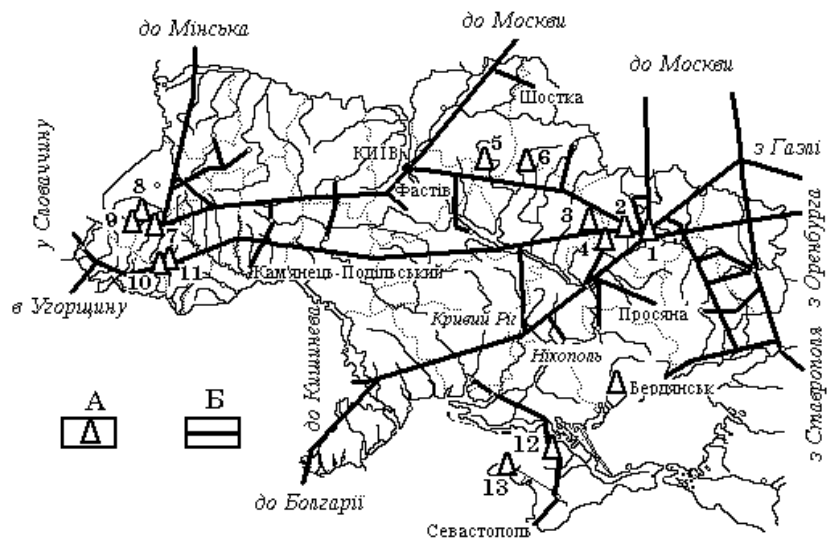 до Мінська
до Москви
до Москви
Шостка
з Газлі
у Словаччину
КИЇВ
5
6
Фастів
8
9
7
3
2
4
1
10
11
Кам'янець-Подільський
з Оренбурга
в Угорщину
до Кишинева
Кривий Ріг
Просяна
Нікополь
Бердянськ
з Ставрополя
А
Б
12
13
до Болгарії
Севастополь